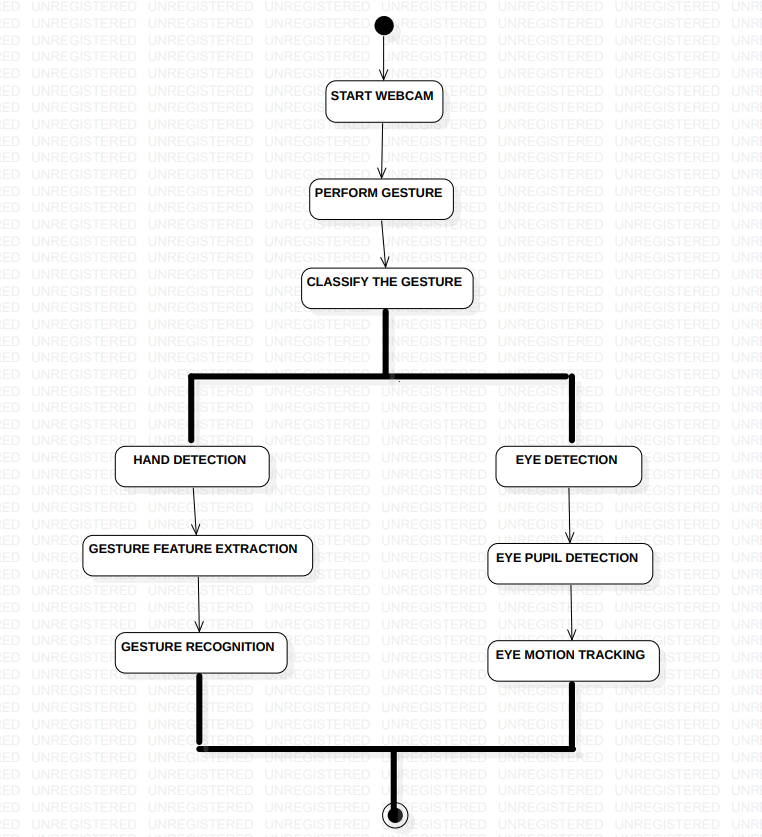 START WEBCAM
PERFORM GESTURE
CLASSIFY THE GESTURE
HAND DETECTION
EYE DETECTION
GESTURE FEATURE EXTRACTION
EYE PUPIL DETECTION
GESTURE RECOGNITION
EYE MOTION TRACKING
UNREGISTERED